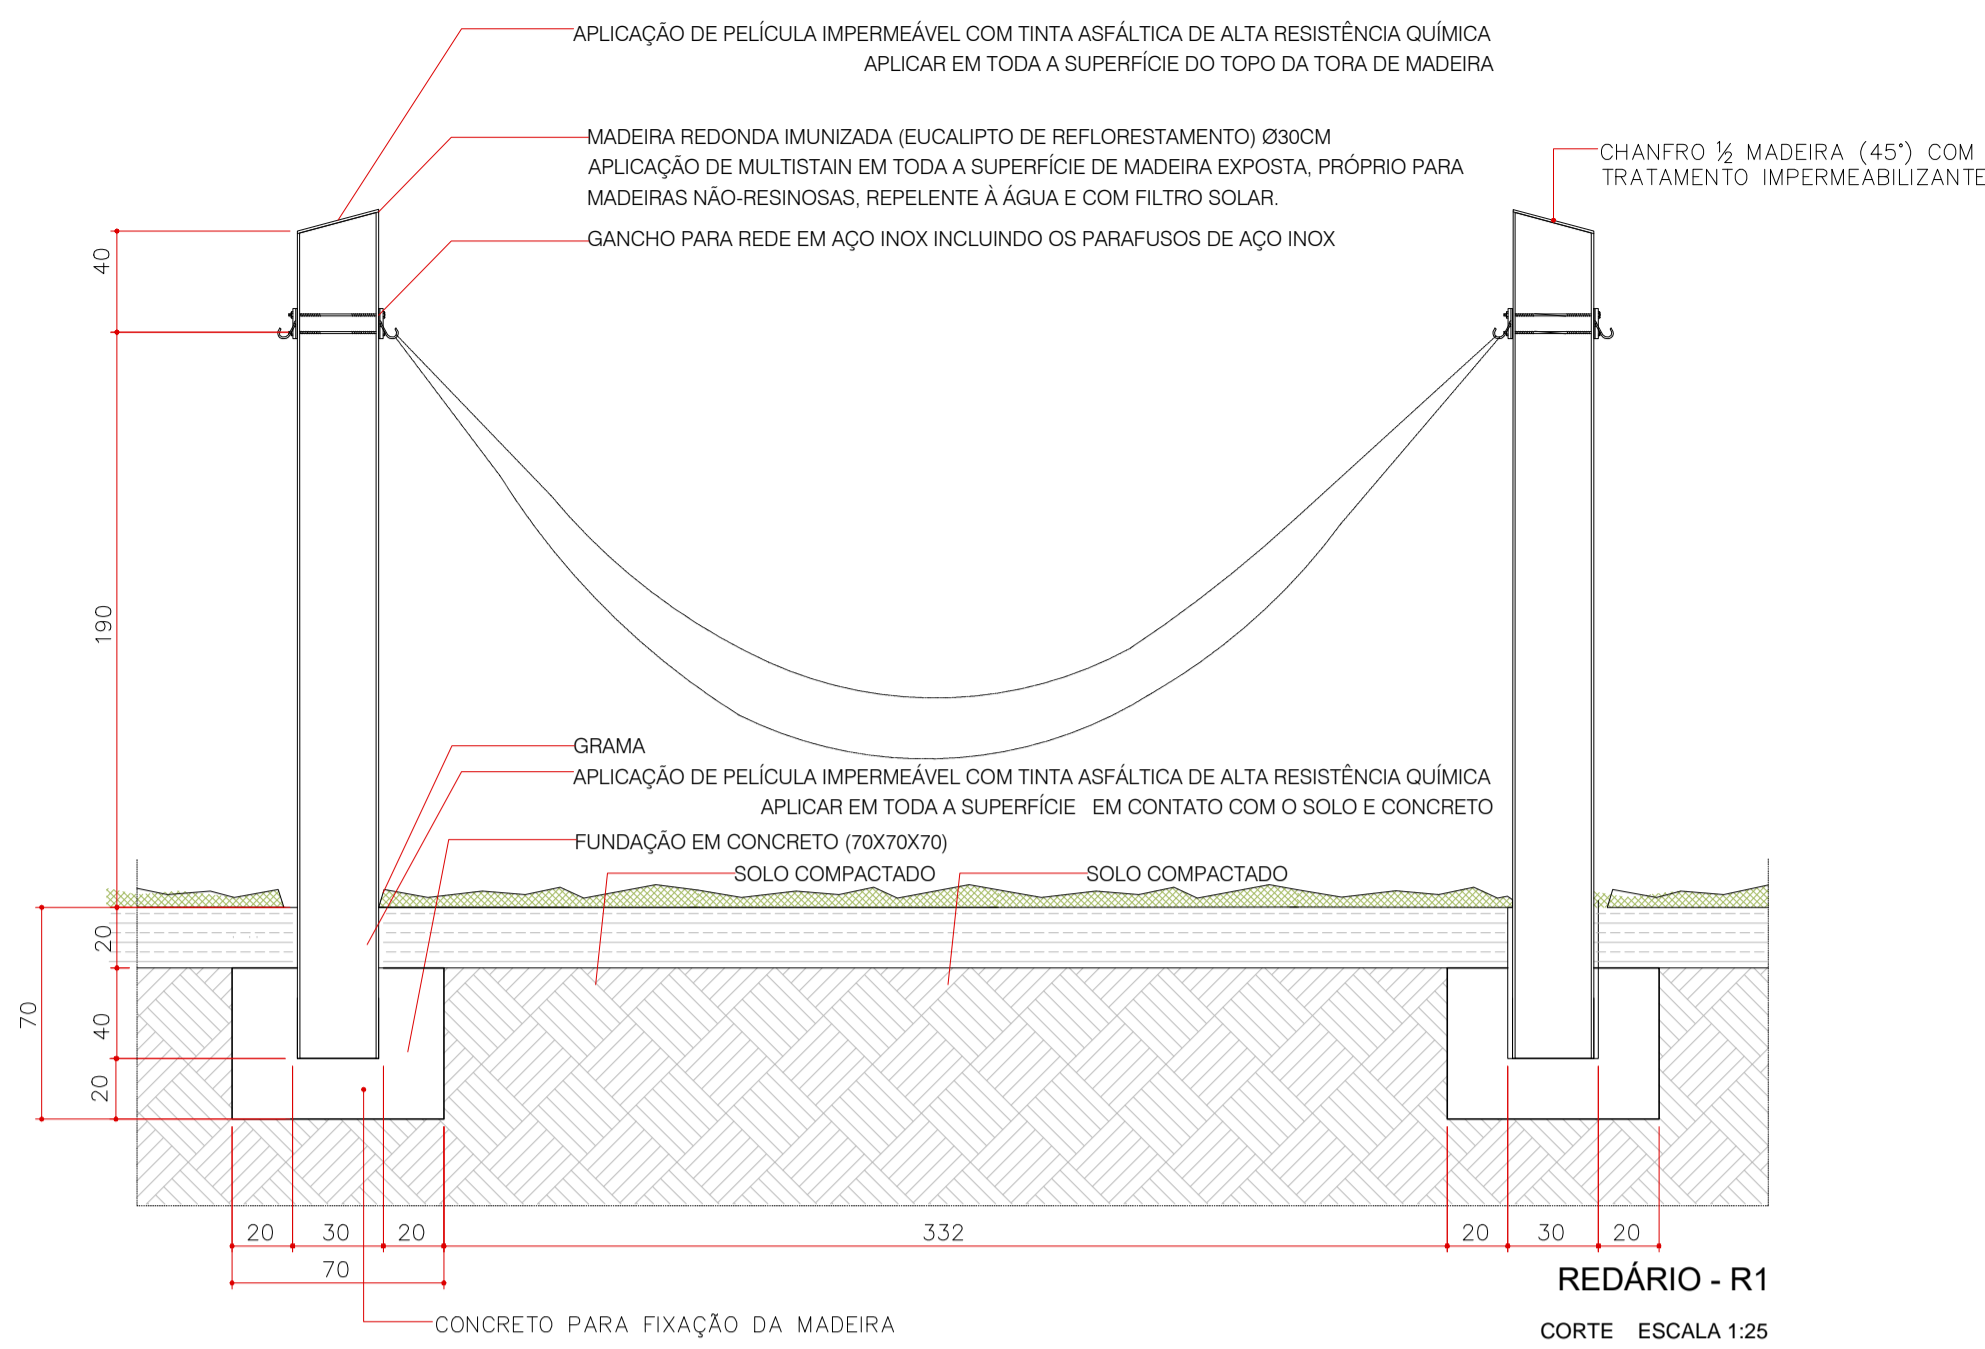 APLICAÇÃO DE PELÍCULA IMPERMEÁVEL COM TINTA ASFÁLTICA DE ALTA RESISTÊNCIA QUÍMICA
APLICAR EM TODA A SUPERFÍCIE DO TOPO DA TORA DE MADEIRA
MADEIRA REDONDA IMUNIZADA (EUCALIPTO DE REFLORESTAMENTO) Ø30CM
APLICAÇÃO DE MULTISTAIN EM TODA A SUPERFÍCIE DE MADEIRA EXPOSTA, PRÓPRIO PARA
MADEIRAS NÃO-RESINOSAS, REPELENTE À ÁGUA E COM FILTRO SOLAR.
CHANFRO ½ MADEIRA (45°) COM
TRATAMENTO IMPERMEABILIZANTE
GANCHO PARA REDE EM AÇO INOX INCLUINDO OS PARAFUSOS DE AÇO INOX
40
190
GRAMA
APLICAÇÃO DE PELÍCULA IMPERMEÁVEL COM TINTA ASFÁLTICA DE ALTA RESISTÊNCIA QUÍMICA
APLICAR EM TODA A SUPERFÍCIE EM CONTATO COM O SOLO E CONCRETO
FUNDAÇÃO EM CONCRETO (70X70X70)
SOLO COMPACTADO
SOLO COMPACTADO
20
70
40
20
20
30
20
332
20
30
20
70
CONCRETO PARA FIXAÇÃO DA MADEIRA
REDÁRIO - R1
CORTE ESCALA 1:25